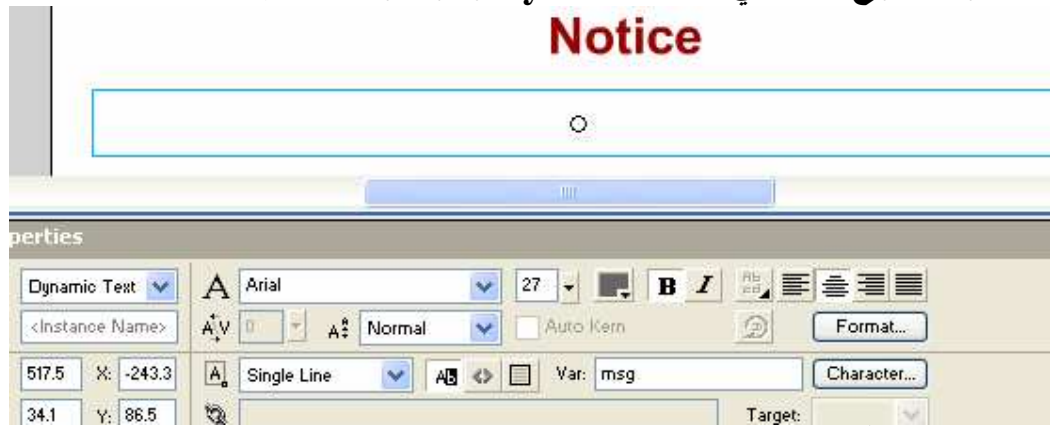 Notice
perties
Dynamic Text A Arial 27 B I
<Instance Name> A V 0 A Normal Auto Kern Format...
517.5 X: -243.3 A Single Line AB <> Var: msg Character...
34.1 Y: 86.5 Target: